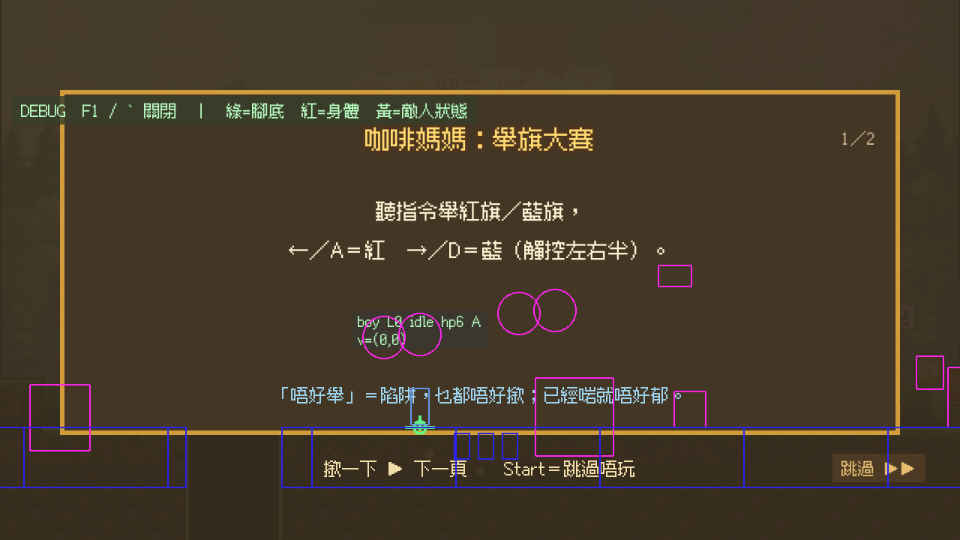 DEBUG F1 / ` 關閉 | 綠=腳底 紅=身體 黃=敵人狀態
咖啡媽媽：舉旗大賽
1／2
聽指令舉紅旗／藍旗，
←／A＝紅 →／D＝藍（觸控左右半）。
boy L0 idle hp6 A
v=(0,0)
「唔好舉」＝陷阱，乜都唔好撳；已經啱就唔好郁。
撳一下 ▶ 下一頁 Start＝跳過唔玩
跳過 ▶▶